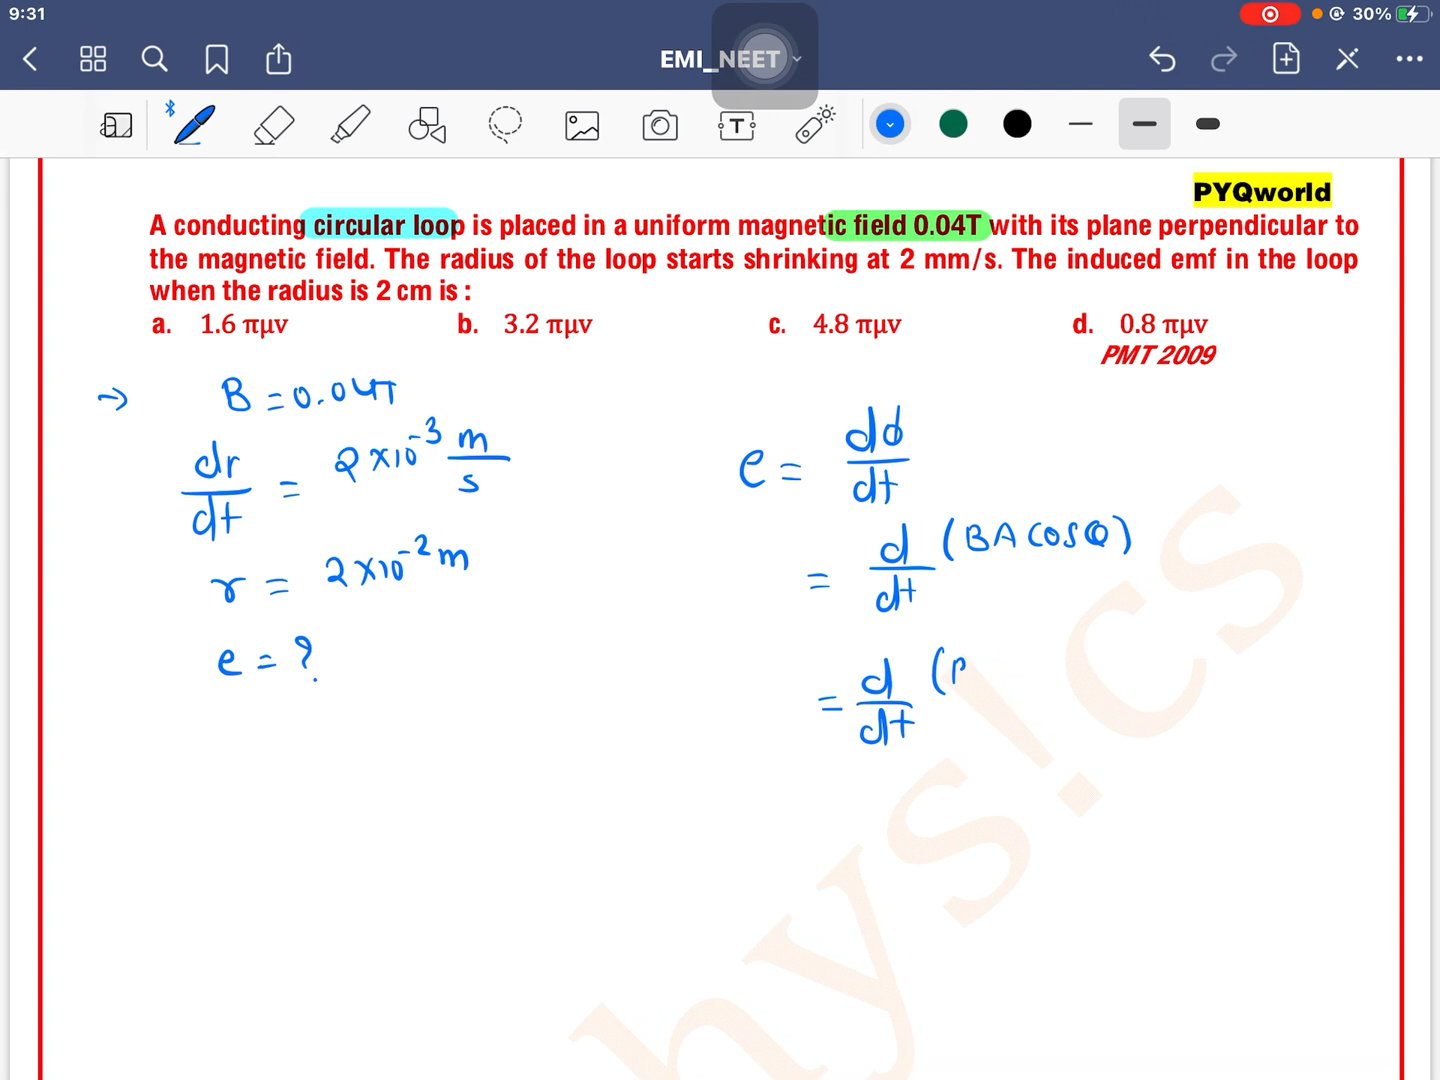 9:31
30%
EMI_NEET
T
PYQworld
A conducting circular loop is placed in a uniform magnetic field 0.04T with its plane perpendicular to
the magnetic field. The radius of the loop starts shrinking at 2 mm/s. The induced emf in the loop
when the radius is 2 cm is :
a. 1.6 πμv b. 3.2 πμv c. 4.8 πμv d. 0.8 πμv
PMT 2009
→ B = 0.04T
dr/dt = 2×10⁻³ m/s
r = 2×10⁻² m
e = ?
e = dϕ/dt
= d/dt (BA cosθ)
= d/dt (
hys!cs